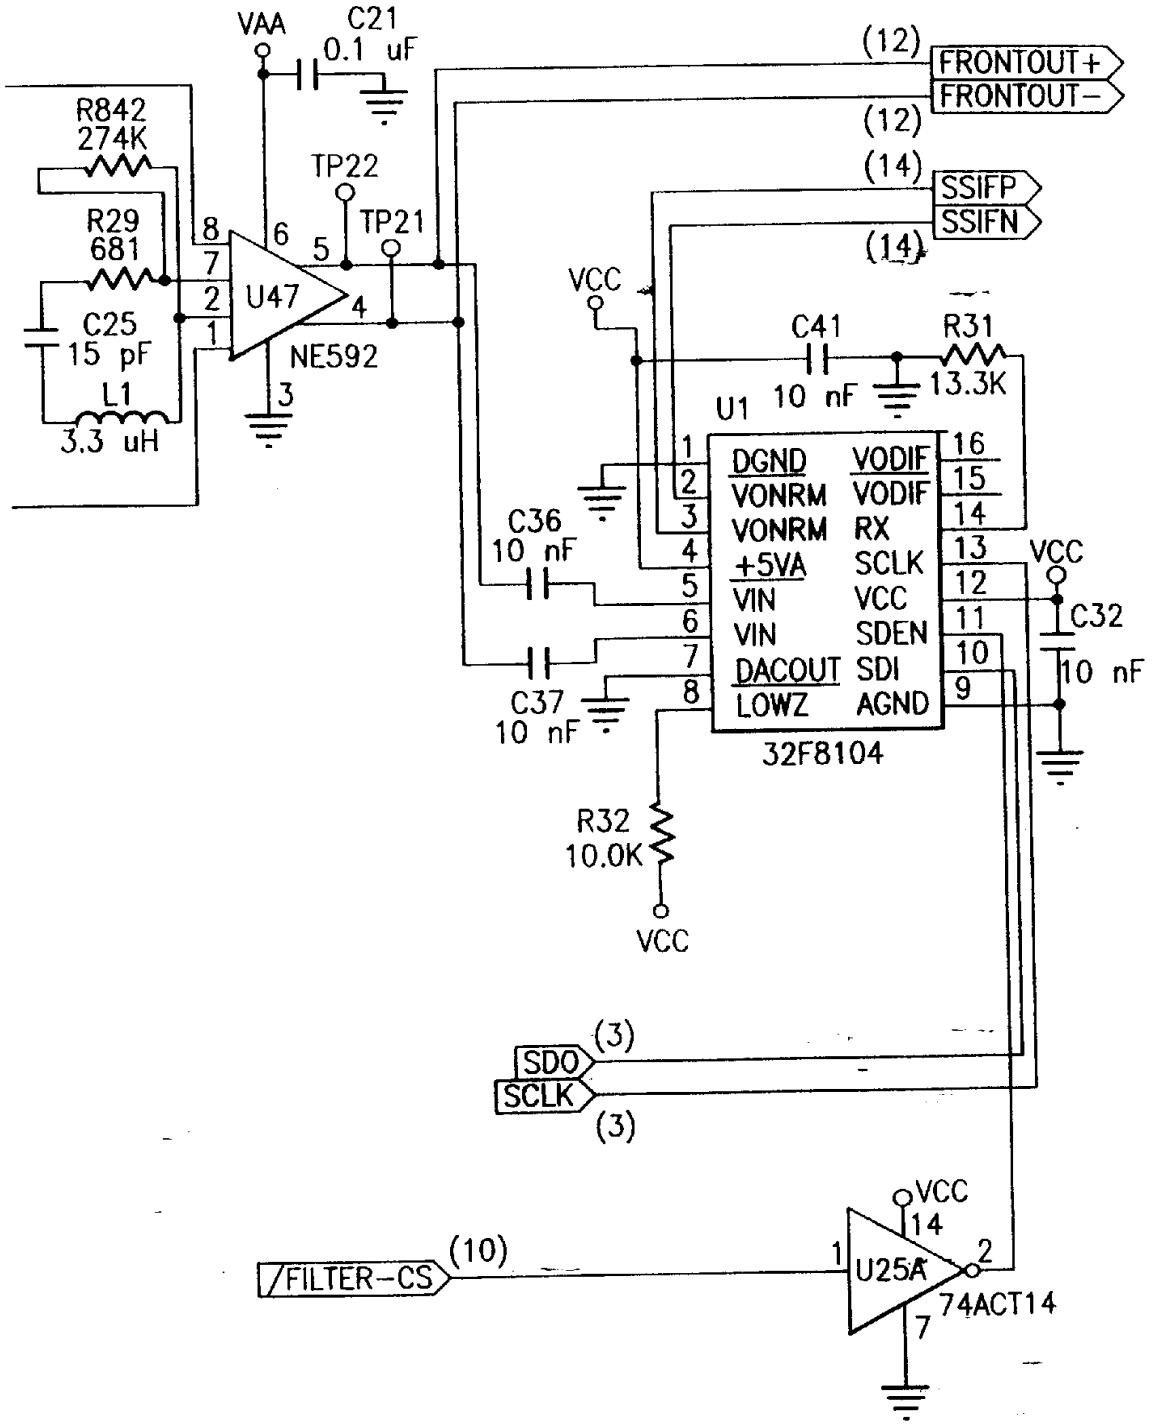 VAA
C21
0.1 uF
(12)
FRONTOUT+
FRONTOUT-
(12)
R842
274K
TP22
(14)
SSIFP
SSIFN
(14)
R29
681
TP21
8
6
5
7
U47
4
2
1
NE592
3
C25
15 pF
L1
3.3 uH
VCC
C41
10 nF
R31
13.3K
U1
1
DGND
VODIF
16
2
VONRM
VODIF
15
3
VONRM
RX
14
4
+5VA
SCLK
13
5
VIN
VCC
12
6
VIN
SDEN
11
7
DACOUT
SDI
10
8
LOWZ
AGND
9
32F8104
C36
10 nF
C37
10 nF
VCC
C32
10 nF
R32
10.0K
VCC
(3)
SDO
SCLK
(3)
VCC
14
(10)
/FILTER-CS
1
U25A
2
74ACT14
7